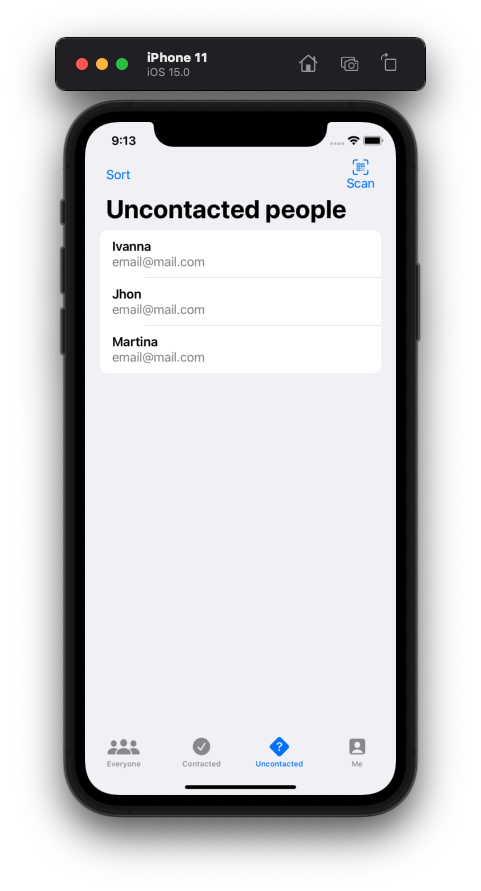 iPhone 11
iOS 15.0
9:13
Sort
Scan
Uncontacted people
Ivanna
email@mail.com
Jhon
email@mail.com
Martina
email@mail.com
Everyone
Contacted
Uncontacted
Me